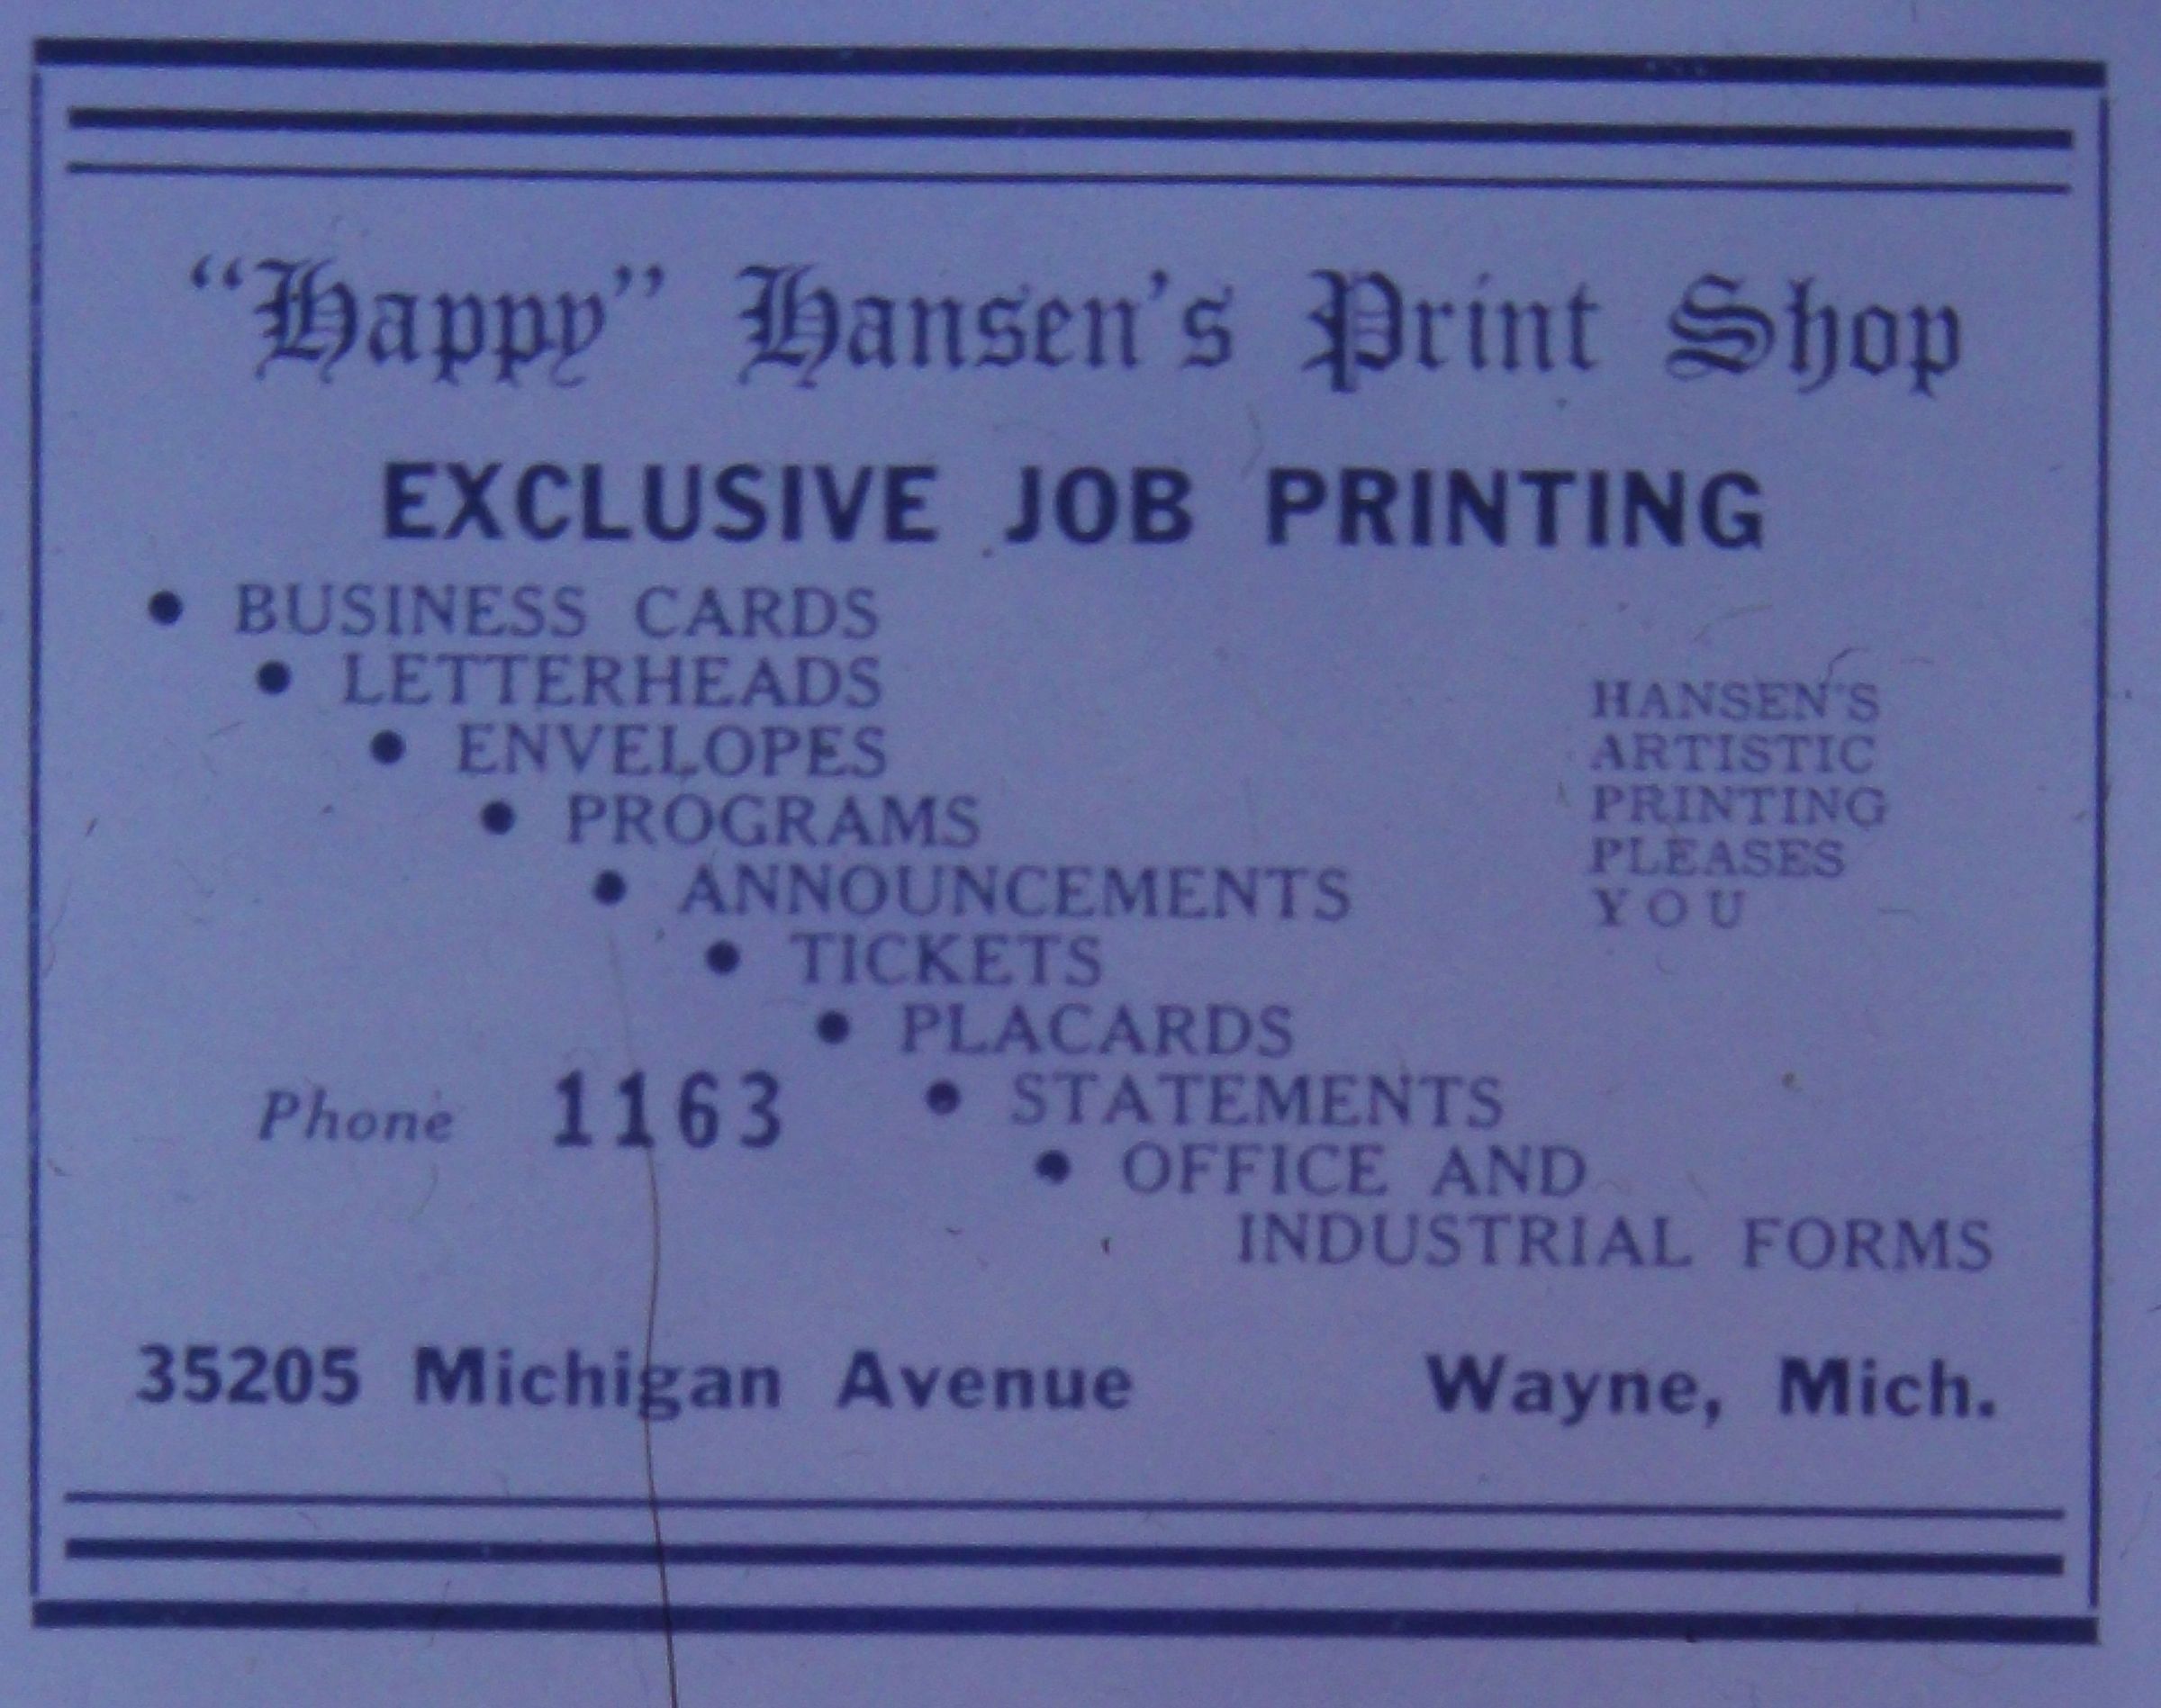 "Happy" Hansen's Print Shop
EXCLUSIVE JOB PRINTING
• BUSINESS CARDS
• LETTERHEADS
• ENVELOPES
• PROGRAMS
• ANNOUNCEMENTS
• TICKETS
• PLACARDS
• STATEMENTS
• OFFICE AND
INDUSTRIAL FORMS
HANSEN'S
ARTISTIC
PRINTING
PLEASES
YOU
Phone 1163
35205 Michigan Avenue Wayne, Mich.